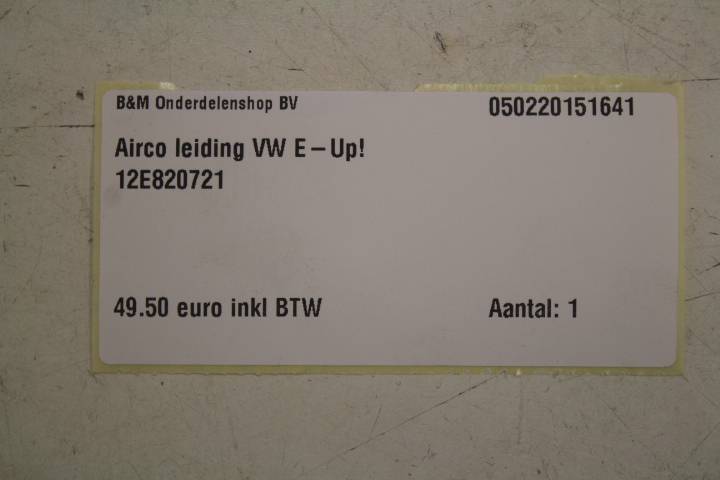 B&M Onderdelenshop BV 050220151641
Airco leiding VW E-Up!
12E820721
49.50 euro inkl BTW Aantal: 1